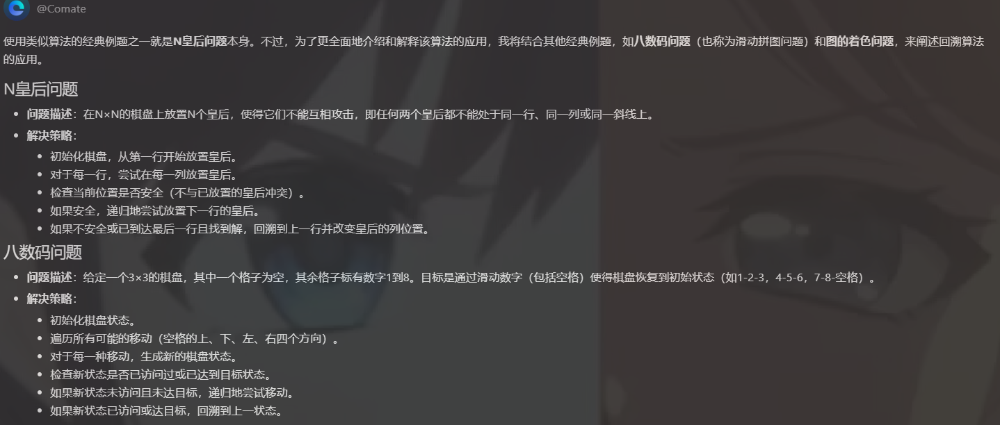 @Comate
使用类似算法的经典例题之一就是N皇后问题本身。不过，为了更全面地介绍和解释该算法的应用，我将结合其他经典例题，如八数码问题（也称为滑动拼图问题）和图的着色问题，来阐述回溯算法
的应用。
N皇后问题
• 问题描述：在N×N的棋盘上放置N个皇后，使得它们不能互相攻击，即任何两个皇后都不能处于同一行、同一列或同一斜线上。
• 解决策略：
• 初始化棋盘，从第一行开始放置皇后。
• 对于每一行，尝试在每一列放置皇后。
• 检查当前位置是否安全（不与已放置的皇后冲突）。
• 如果安全，递归地尝试放置下一行的皇后。
• 如果不安全或已到达最后一行且找到解，回溯到上一行并改变皇后的列位置。
八数码问题
• 问题描述：给定一个3×3的棋盘，其中一个格子为空，其余格子标有数字1到8。目标是通过滑动数字（包括空格）使得棋盘恢复到初始状态（如1-2-3，4-5-6，7-8-空格）。
• 解决策略：
• 初始化棋盘状态。
• 遍历所有可能的移动（空格的上、下、左、右四个方向）。
• 对于每一种移动，生成新的棋盘状态。
• 检查新状态是否已访问过或已达到目标状态。
• 如果新状态未访问且未达目标，递归地尝试移动。
• 如果新状态已访问或达目标，回溯到上一状态。